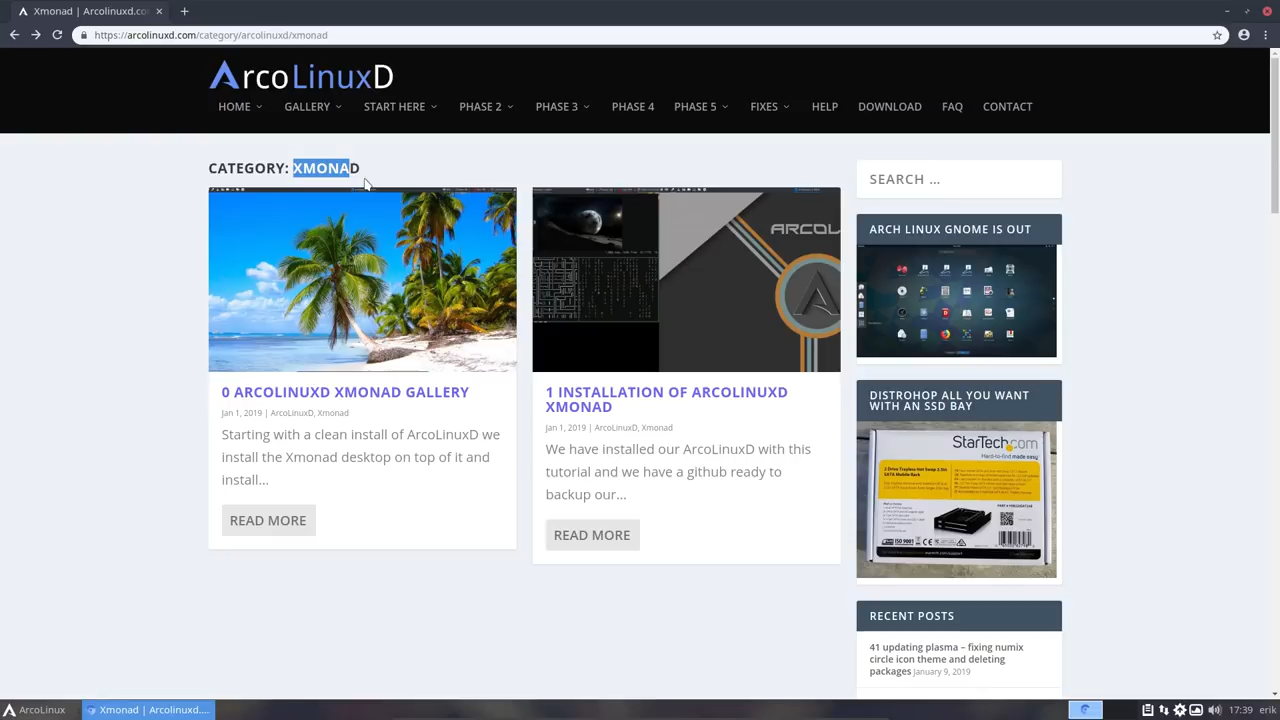 Xmonad | Arcolinuxd.co
https://arcolinuxd.com/category/arcolinuxd/xmonad
ArcoLinuxD
HOME
GALLERY
START HERE
PHASE 2
PHASE 3
PHASE 4
PHASE 5
FIXES
HELP
DOWNLOAD
FAQ
CONTACT
CATEGORY: XMONAD
0 ARCOLINUXD XMONAD GALLERY
Jan 1, 2019 | ArcoLinuxD, Xmonad
Starting with a clean install of ArcoLinuxD we
install the Xmonad desktop on top of it and
install...
READ MORE
ARCOL
1 INSTALLATION OF ARCOLINUXD
XMONAD
Jan 1, 2019 | ArcoLinuxD, Xmonad
We have installed our ArcoLinuxD with this
tutorial and we have a github ready to
backup our...
READ MORE
SEARCH ...
ARCH LINUX GNOME IS OUT
DISTROHOP ALL YOU WANT
WITH AN SSD BAY
StarTech.com
Hard-to-find made easy
RECENT POSTS
41 updating plasma – fixing numix
circle icon theme and deleting
packages January 9, 2019
ArcoLinux
Xmonad | Arcolinuxd....
17:39 erik